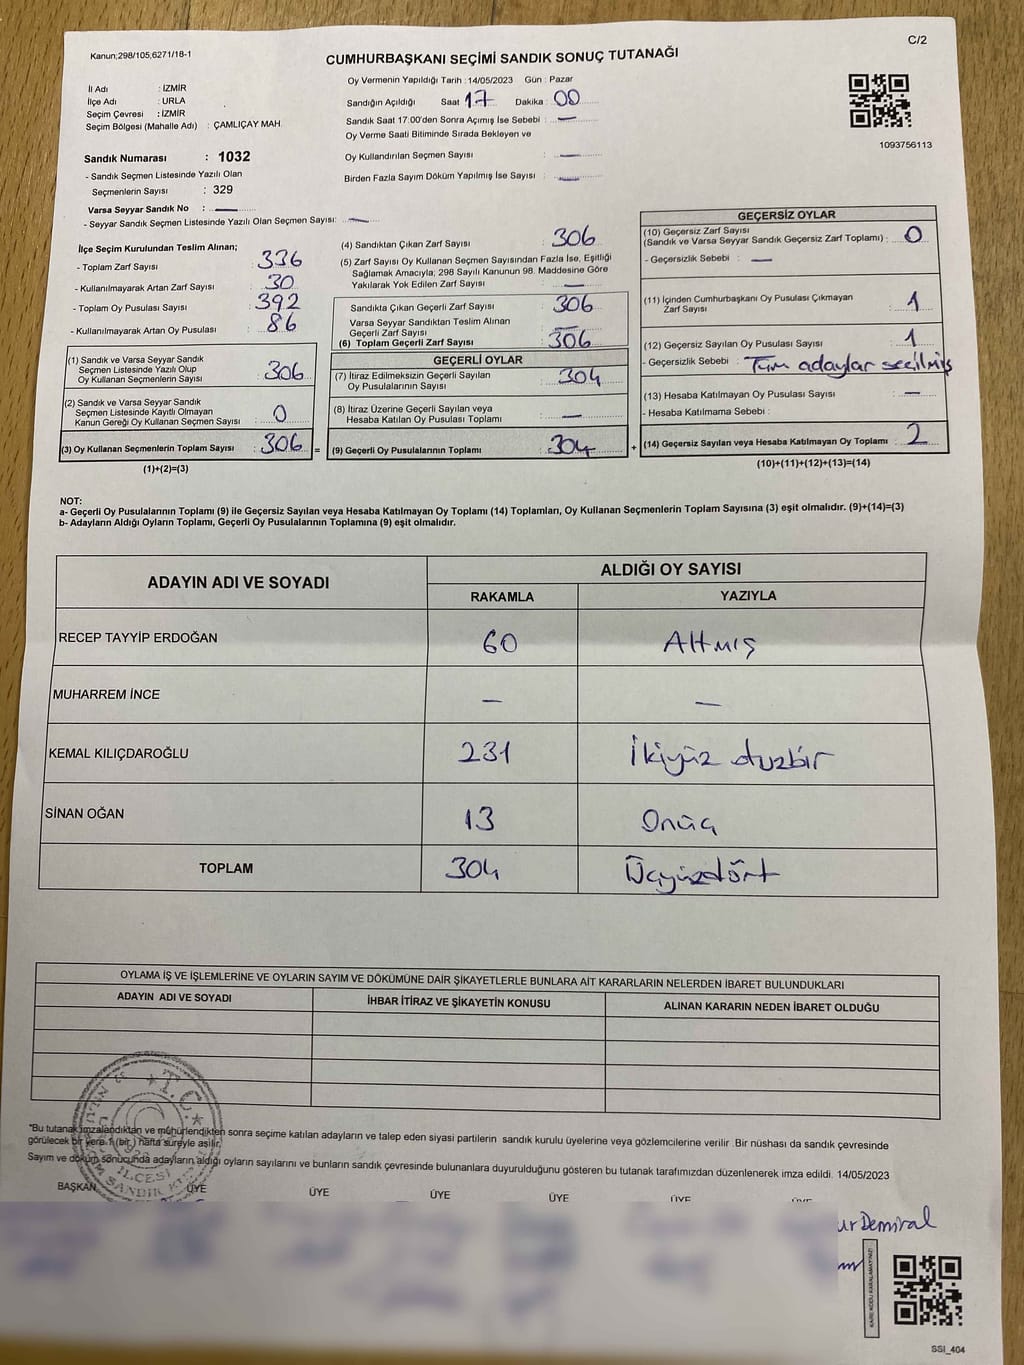 Kanun;298/105;6271/18-1
C/2
CUMHURBAŞKANI SEÇİMİ SANDIK SONUÇ TUTANAĞI
İl Adı : İZMİR
İlçe Adı : URLA
Seçim Çevresi : İZMİR
Seçim Bölgesi (Mahalle Adı) : ÇAMLIÇAY MAH.
Sandık Numarası : 1032
- Sandık Seçmen Listesinde Yazılı Olan
Seçmenlerin Sayısı : 329
Varsa Seyyar Sandık No : —
- Seyyar Sandık Seçmen Listesinde Yazılı Olan Seçmen Sayısı: —
Oy Vermenin Yapıldığı Tarih : 14/05/2023 Gün : Pazar
Sandığın Açıldığı Saat 17 Dakika : 00
Sandık Saat 17:00'den Sonra Açımış İse Sebebi : —
Oy Verme Saati Bitiminde Sırada Bekleyen ve
Oy Kullandırılan Seçmen Sayısı : —
Birden Fazla Sayım Döküm Yapılmış İse Sayısı : —
1093756113
İlçe Seçim Kurulundan Teslim Alınan;
- Toplam Zarf Sayısı : 336
- Kullanılmayarak Artan Zarf Sayısı : 30
- Toplam Oy Pusulası Sayısı : 392
- Kullanılmayarak Artan Oy Pusulası : 86
(1) Sandık ve Varsa Seyyar Sandık
Seçmen Listesinde Yazılı Olup
Oy Kullanan Seçmenlerin Sayısı : 306
(2) Sandık ve Varsa Seyyar Sandık
Seçmen Listesinde Kayıtlı Olmayan
Kanun Gereği Oy Kullanan Seçmen Sayısı : 0
(3) Oy Kullanan Seçmenlerin Toplam Sayısı : 306 =
(1)+(2)=(3)
(4) Sandıktan Çıkan Zarf Sayısı : 306
(5) Zarf Sayısı Oy Kullanan Seçmen Sayısından Fazla İse, Eşitliği
Sağlamak Amacıyla; 298 Sayılı Kanunun 98. Maddesine Göre
Yakılarak Yok Edilen Zarf Sayısı : —
Sandıkta Çıkan Geçerli Zarf Sayısı : 306
Varsa Seyyar Sandıktan Teslim Alınan
Geçerli Zarf Sayısı : —
(6) Toplam Geçerli Zarf Sayısı : 306
GEÇERLİ OYLAR
(7) İtiraz Edilmeksizin Geçerli Sayılan
Oy Pusulalarının Sayısı : 304
(8) İtiraz Üzerine Geçerli Sayılan veya
Hesaba Katılan Oy Pusulası Toplamı : —
(9) Geçerli Oy Pusulalarının Toplamı : 304 +
GEÇERSİZ OYLAR
(10) Geçersiz Zarf Sayısı
(Sandık ve Varsa Seyyar Sandık Geçersiz Zarf Toplamı) : 0
- Geçersizlik Sebebi : —
(11) İçinden Cumhurbaşkanı Oy Pusulası Çıkmayan
Zarf Sayısı : 1
(12) Geçersiz Sayılan Oy Pusulası Sayısı : 1
- Geçersizlik Sebebi : Tüm adaylar seçilmiş
(13) Hesaba Katılmayan Oy Pusulası Sayısı : —
- Hesaba Katılmama Sebebi :
(14) Geçersiz Sayılan veya Hesaba Katılmayan Oy Toplamı : 2
(10)+(11)+(12)+(13)=(14)
NOT:
a- Geçerli Oy Pusulalarının Toplamı (9) ile Geçersiz Sayılan veya Hesaba Katılmayan Oy Toplamı (14) Toplamları, Oy Kullanan Seçmenlerin Toplam Sayısına (3) eşit olmalıdır. (9)+(14)=(3)
b- Adayların Aldığı Oyların Toplamı, Geçerli Oy Pusulalarının Toplamına (9) eşit olmalıdır.
ADAYIN ADI VE SOYADI ALDIĞI OY SAYISI
RAKAMLA YAZIYLA
RECEP TAYYİP ERDOĞAN 60 Altmış
MUHARREM İNCE — —
KEMAL KILIÇDAROĞLU 231 İkiyüz otuzbir
SİNAN OĞAN 13 Onüç
TOPLAM 304 Üçyüzdört
OYLAMA İŞ VE İŞLEMLERİNE VE OYLARIN SAYIM VE DÖKÜMÜNE DAİR ŞİKAYETLERLE BUNLARA AİT KARARLARIN NELERDEN İBARET BULUNDUKLARI
ADAYIN ADI VE SOYADI İHBAR İTİRAZ VE ŞİKAYETİN KONUSU ALINAN KARARIN NEDEN İBARET OLDUĞU
T.C.
*Bu tutanak imzalandıktan ve mühürlendikten sonra seçime katılan adayların ve talep eden siyasi partilerin sandık kurulu üyelerine veya gözlemcilerine verilir. Bir nüshası da sandık çevresinde
görülecek bir yere 1 (bir) hafta süreyle asılır.
Sayım ve döküm sonucunda adayların aldığı oyların sayılarını ve bunların sandık çevresinde bulunanlara duyurulduğunu gösteren bu tutanak tarafımızdan düzenlenerek imza edildi. 14/05/2023
BAŞKAN ÜYE ÜYE ÜYE ÜYE ÜYE
Demiral
SSI_404